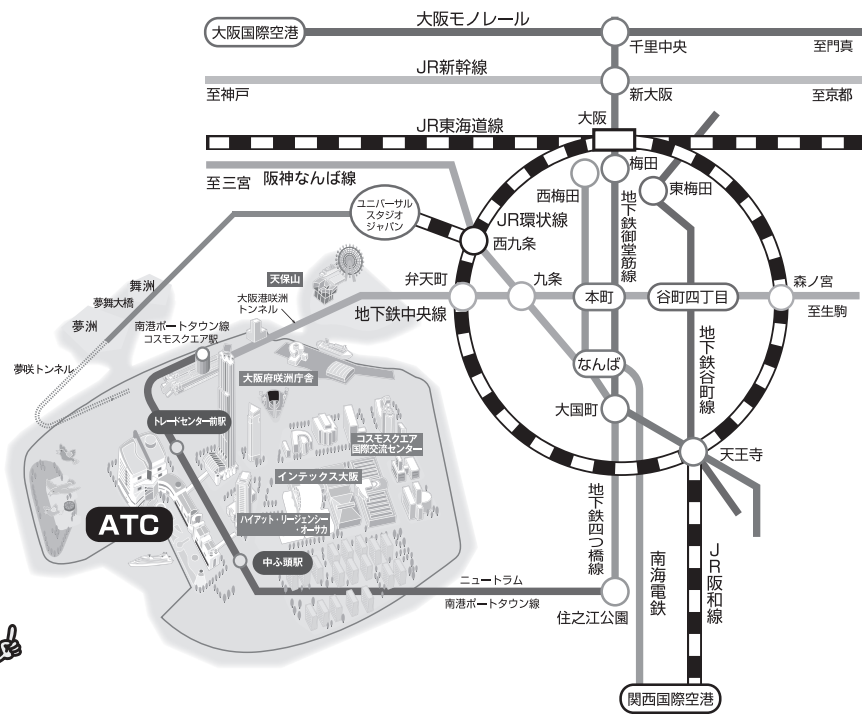 大阪モノレール
大阪国際空港
千里中央
至門真
JR新幹線
至神戸
新大阪
至京都
大阪
JR東海道線
梅田
至三宮
阪神なんば線
西梅田
東梅田
ユニバーサル
スタジオ
ジャパン
JR環状線
地下鉄御堂筋線
西九条
舞洲
天保山
弁天町
九条
本町
谷町四丁目
森ノ宮
夢舞大橋
大阪港咲洲
トンネル
夢洲
地下鉄中央線
至生駒
南港ポートタウン線
コスモスクエア駅
地下鉄谷町線
夢咲トンネル
大阪府咲洲庁舎
なんば
大国町
トレードセンター前駅
コスモスクエア
国際交流センター
天王寺
インテックス大阪
ATC
ハイアット・リージェンシー
・オーサカ
地下鉄四つ橋線
中ふ頭駅
南海電鉄
JR阪和線
ニュートラム
南港ポートタウン線
住之江公園
関西国際空港